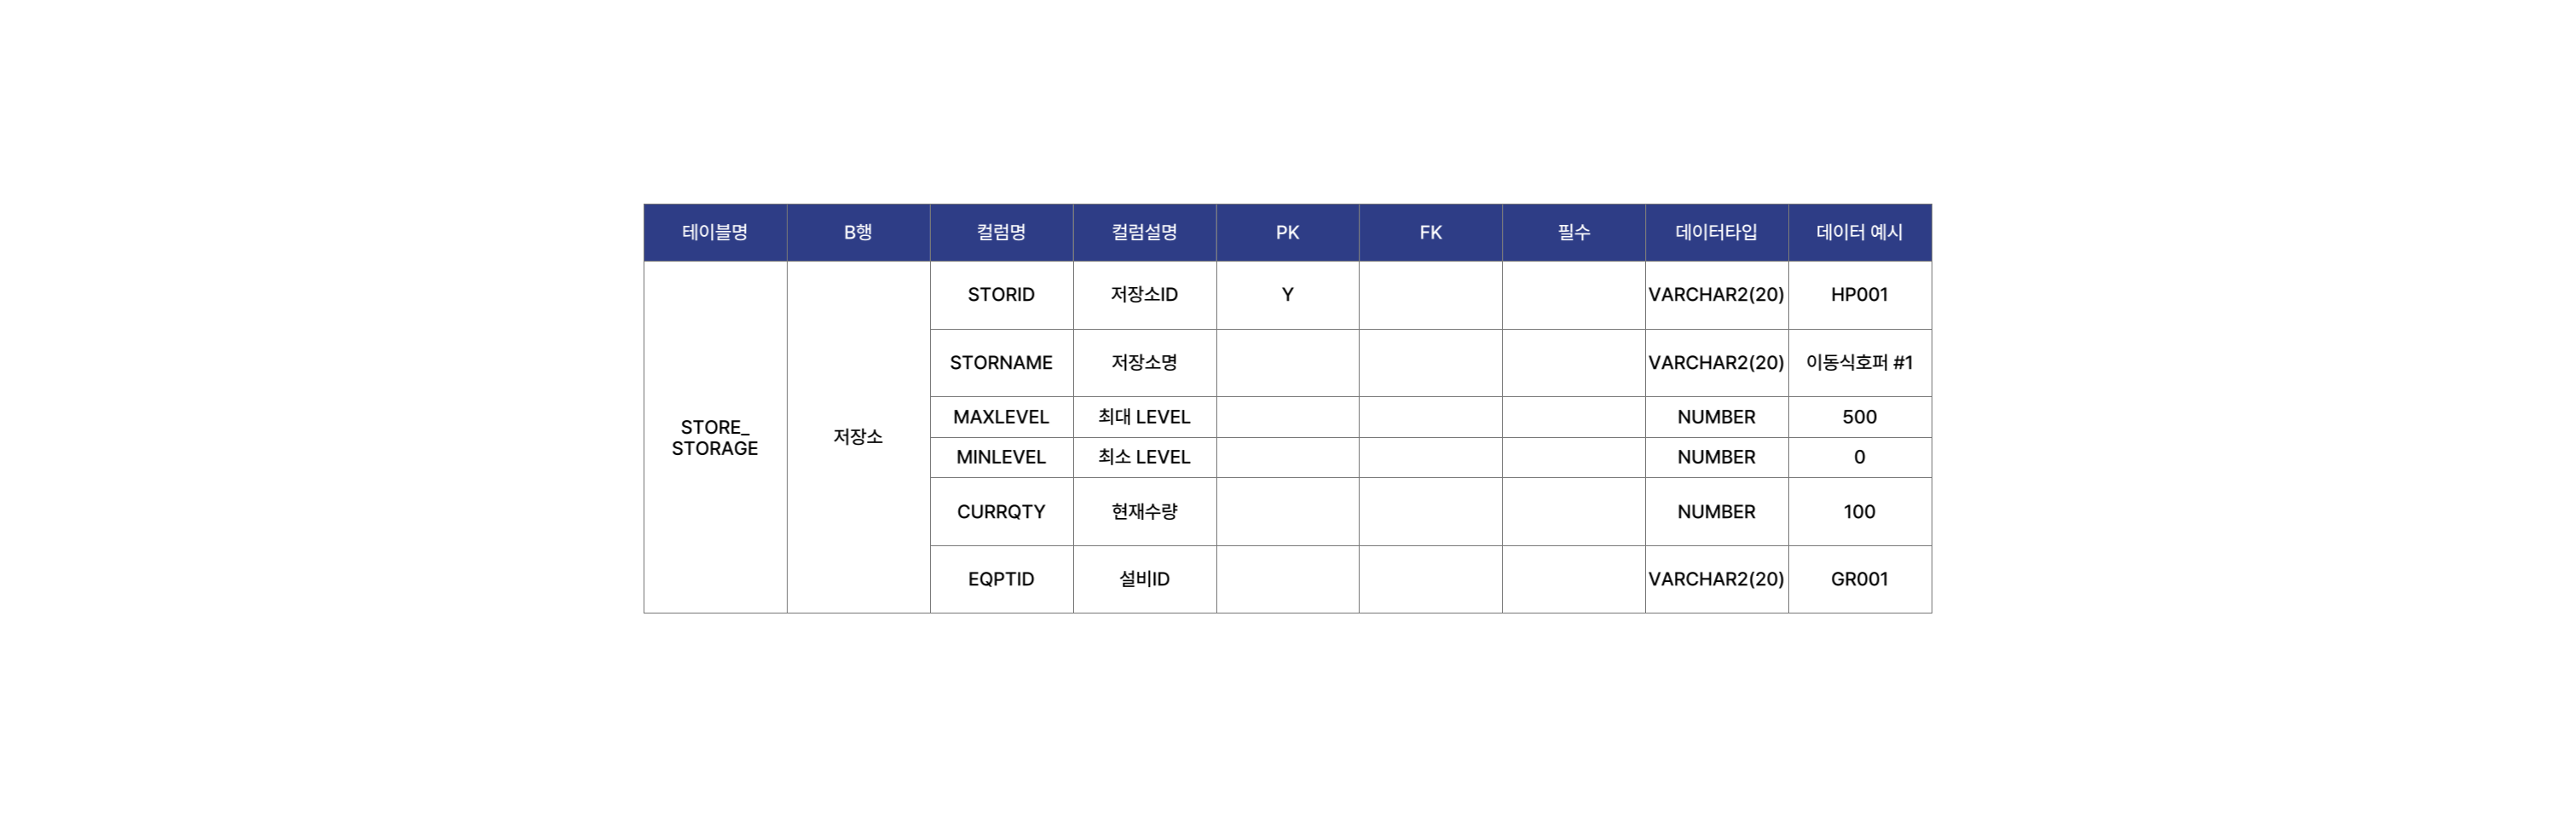 테이블명 B행 컬럼명 컬럼설명 PK FK 필수 데이터타입 데이터 예시
STORE_
STORAGE
저장소
STORID 저장소ID Y VARCHAR2(20) HP001
STORNAME 저장소명 VARCHAR2(20) 이동식호퍼 #1
MAXLEVEL 최대 LEVEL NUMBER 500
MINLEVEL 최소 LEVEL NUMBER 0
CURRQTY 현재수량 NUMBER 100
EQPTID 설비ID VARCHAR2(20) GR001